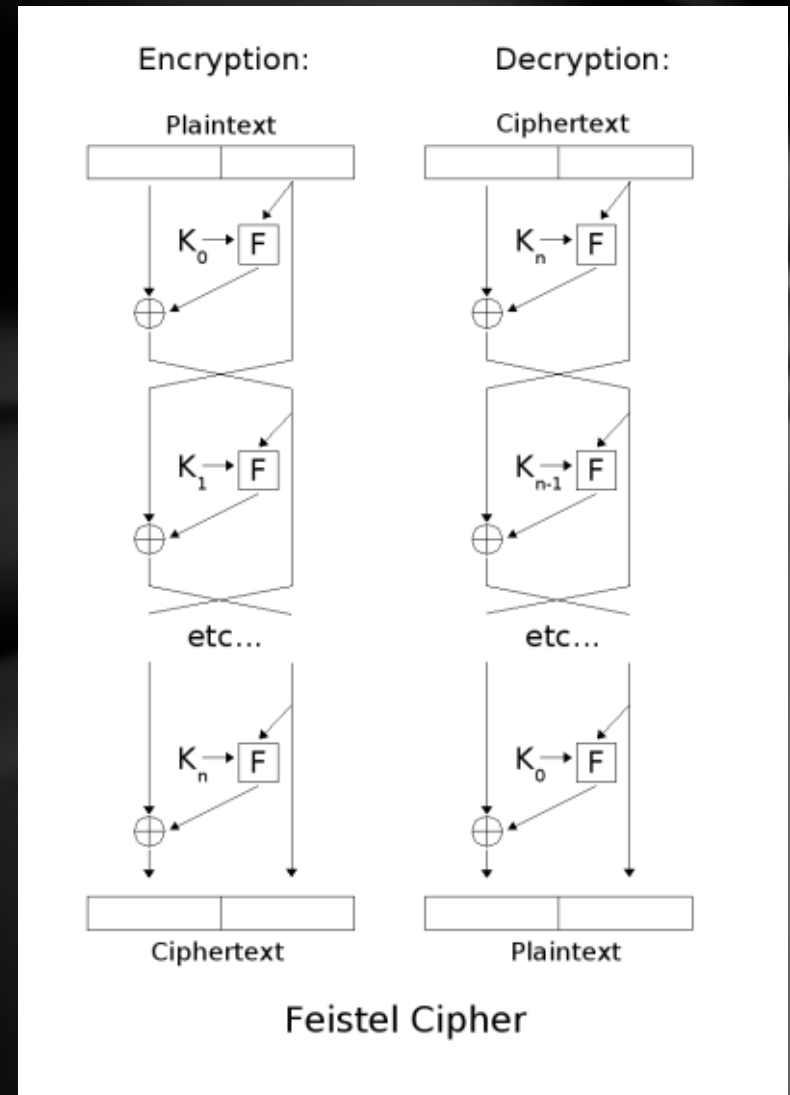 Encryption:
Plaintext
K0
F
K1
F
etc...
Kn
F
Ciphertext
Decryption:
Ciphertext
Kn
F
Kn-1
F
etc...
K0
F
Plaintext
Feistel Cipher